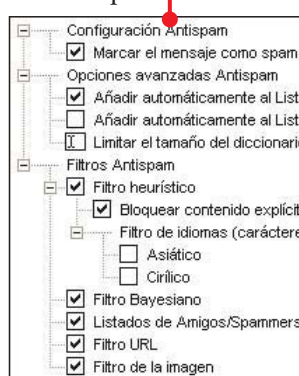 Configuración Antispam
Marcar el mensaje como spam
Opciones avanzadas Antispam
Añadir automáticamente al List
Añadir automáticamente al List
Limitar el tamaño del diccionari
Filtros Antispam
Filtro heurístico
Bloquear contenido explícit
Filtro de idiomas (caráctere
Asiático
Cirílico
Filtro Bayesiano
Listados de Amigos/Spammers
Filtro URL
Filtro de la imagen